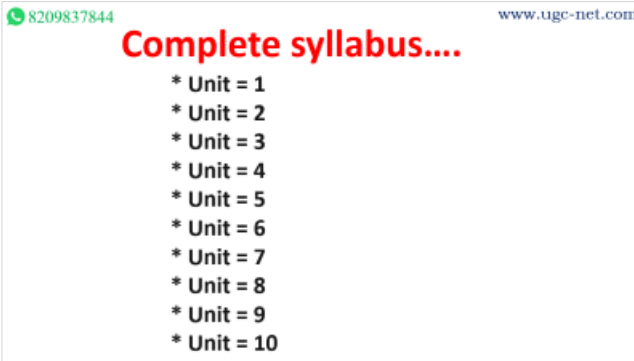 8209837844
www.ugc-net.com
Complete syllabus....
* Unit = 1
* Unit = 2
* Unit = 3
* Unit = 4
* Unit = 5
* Unit = 6
* Unit = 7
* Unit = 8
* Unit = 9
* Unit = 10